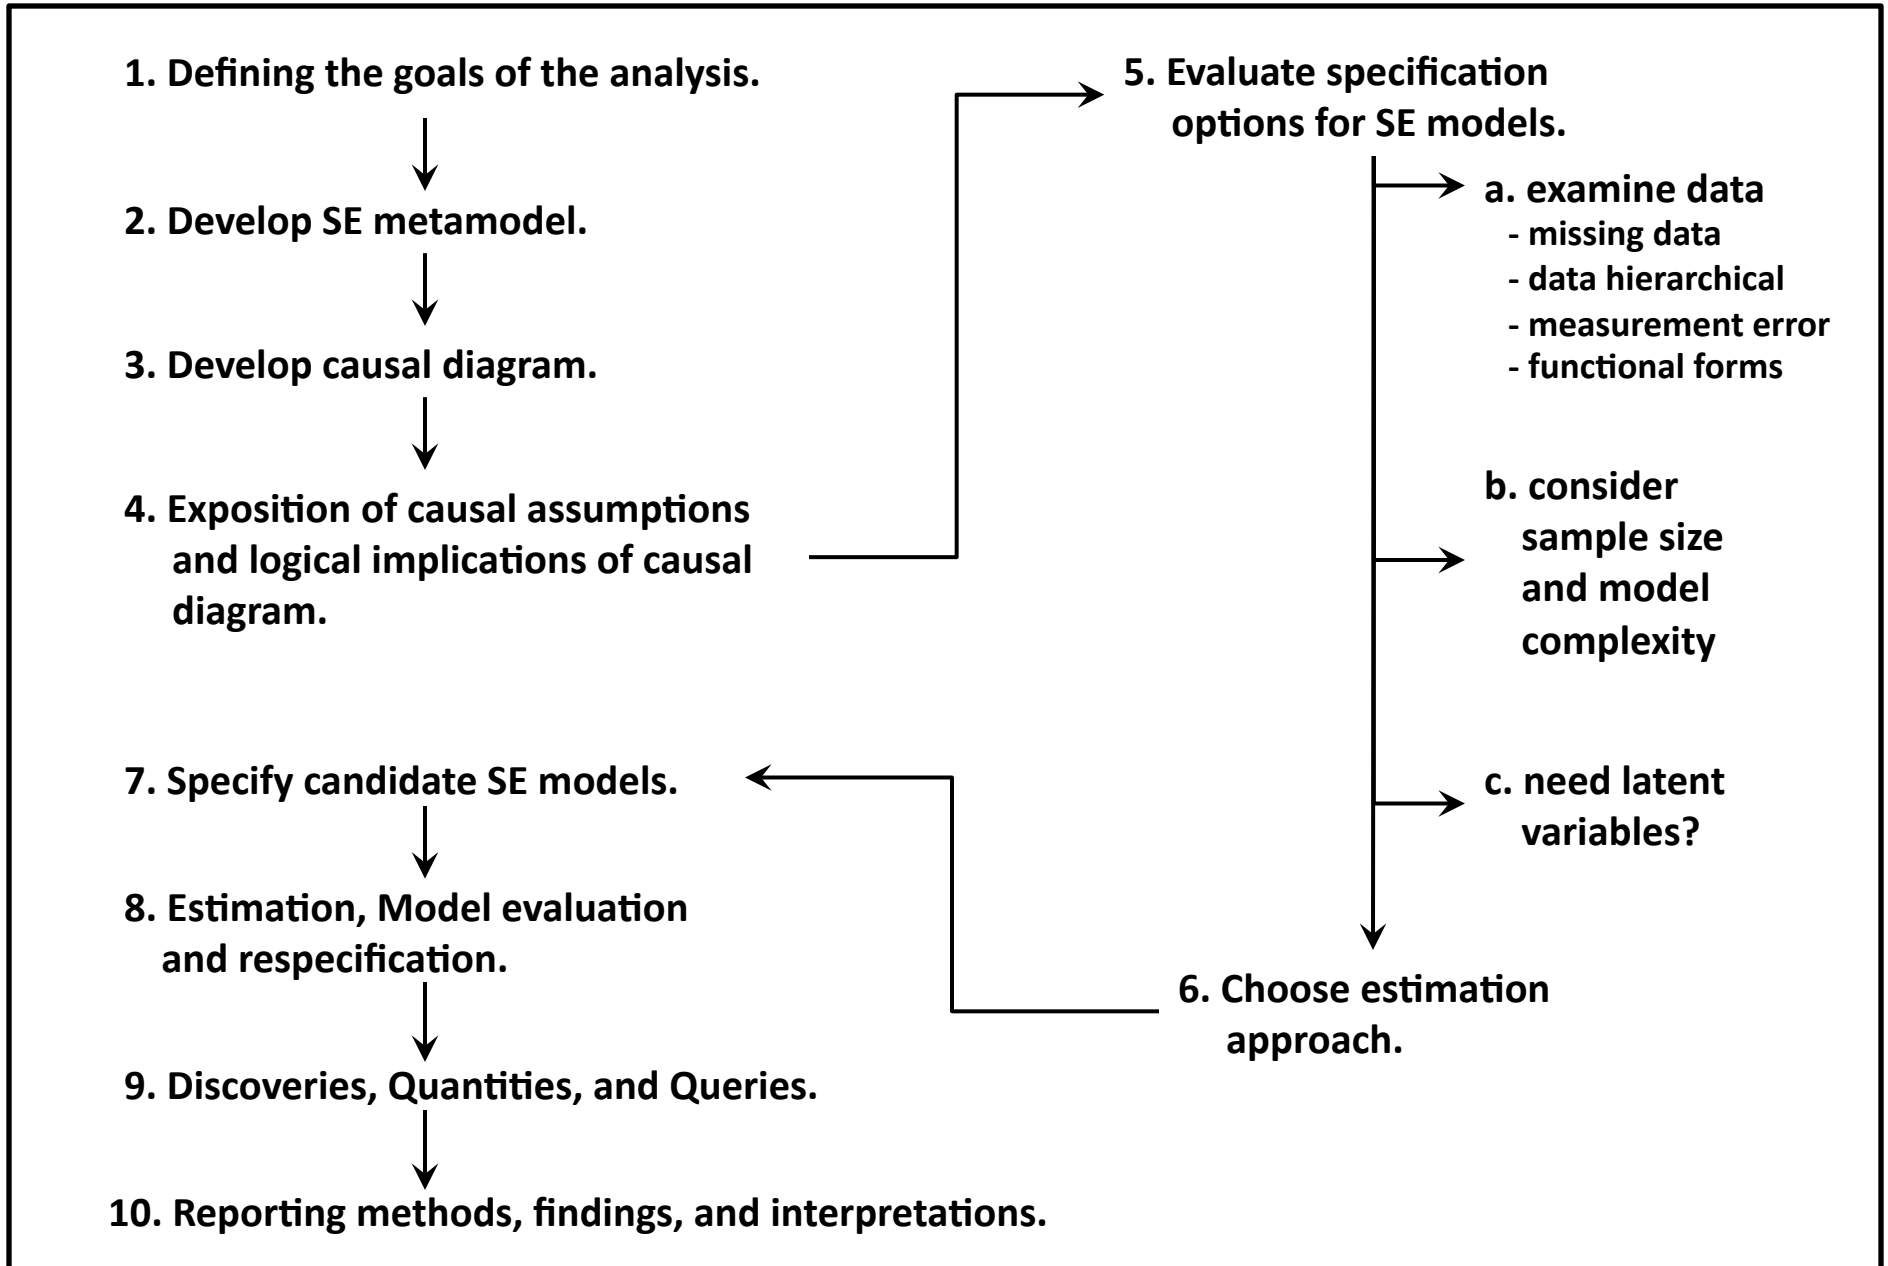 1. Defining the goals of the analysis.
2. Develop SE metamodel.
3. Develop causal diagram.
4. Exposition of causal assumptions
and logical implications of causal
diagram.
5. Evaluate specification
options for SE models.
a. examine data
- missing data
- data hierarchical
- measurement error
- functional forms
b. consider
sample size
and model
complexity
c. need latent
variables?
6. Choose estimation
approach.
7. Specify candidate SE models.
8. Estimation, Model evaluation
and respecification.
9. Discoveries, Quantities, and Queries.
10. Reporting methods, findings, and interpretations.